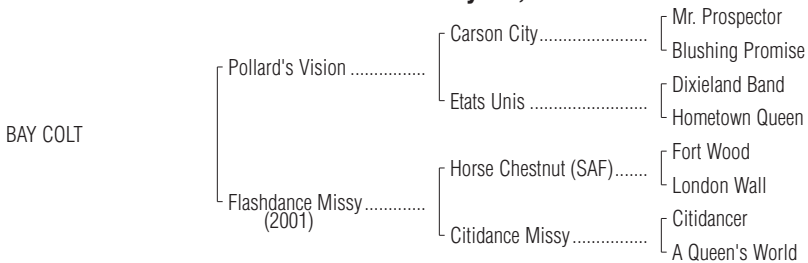 Mr. Prospector
Carson City
Blushing Promise
Pollard's Vision
Dixieland Band
Etats Unis
Hometown Queen
BAY COLT
Fort Wood
Horse Chestnut (SAF)
London Wall
Flashdance Missy
(2001)
Citidancer
Citidance Missy
A Queen's World